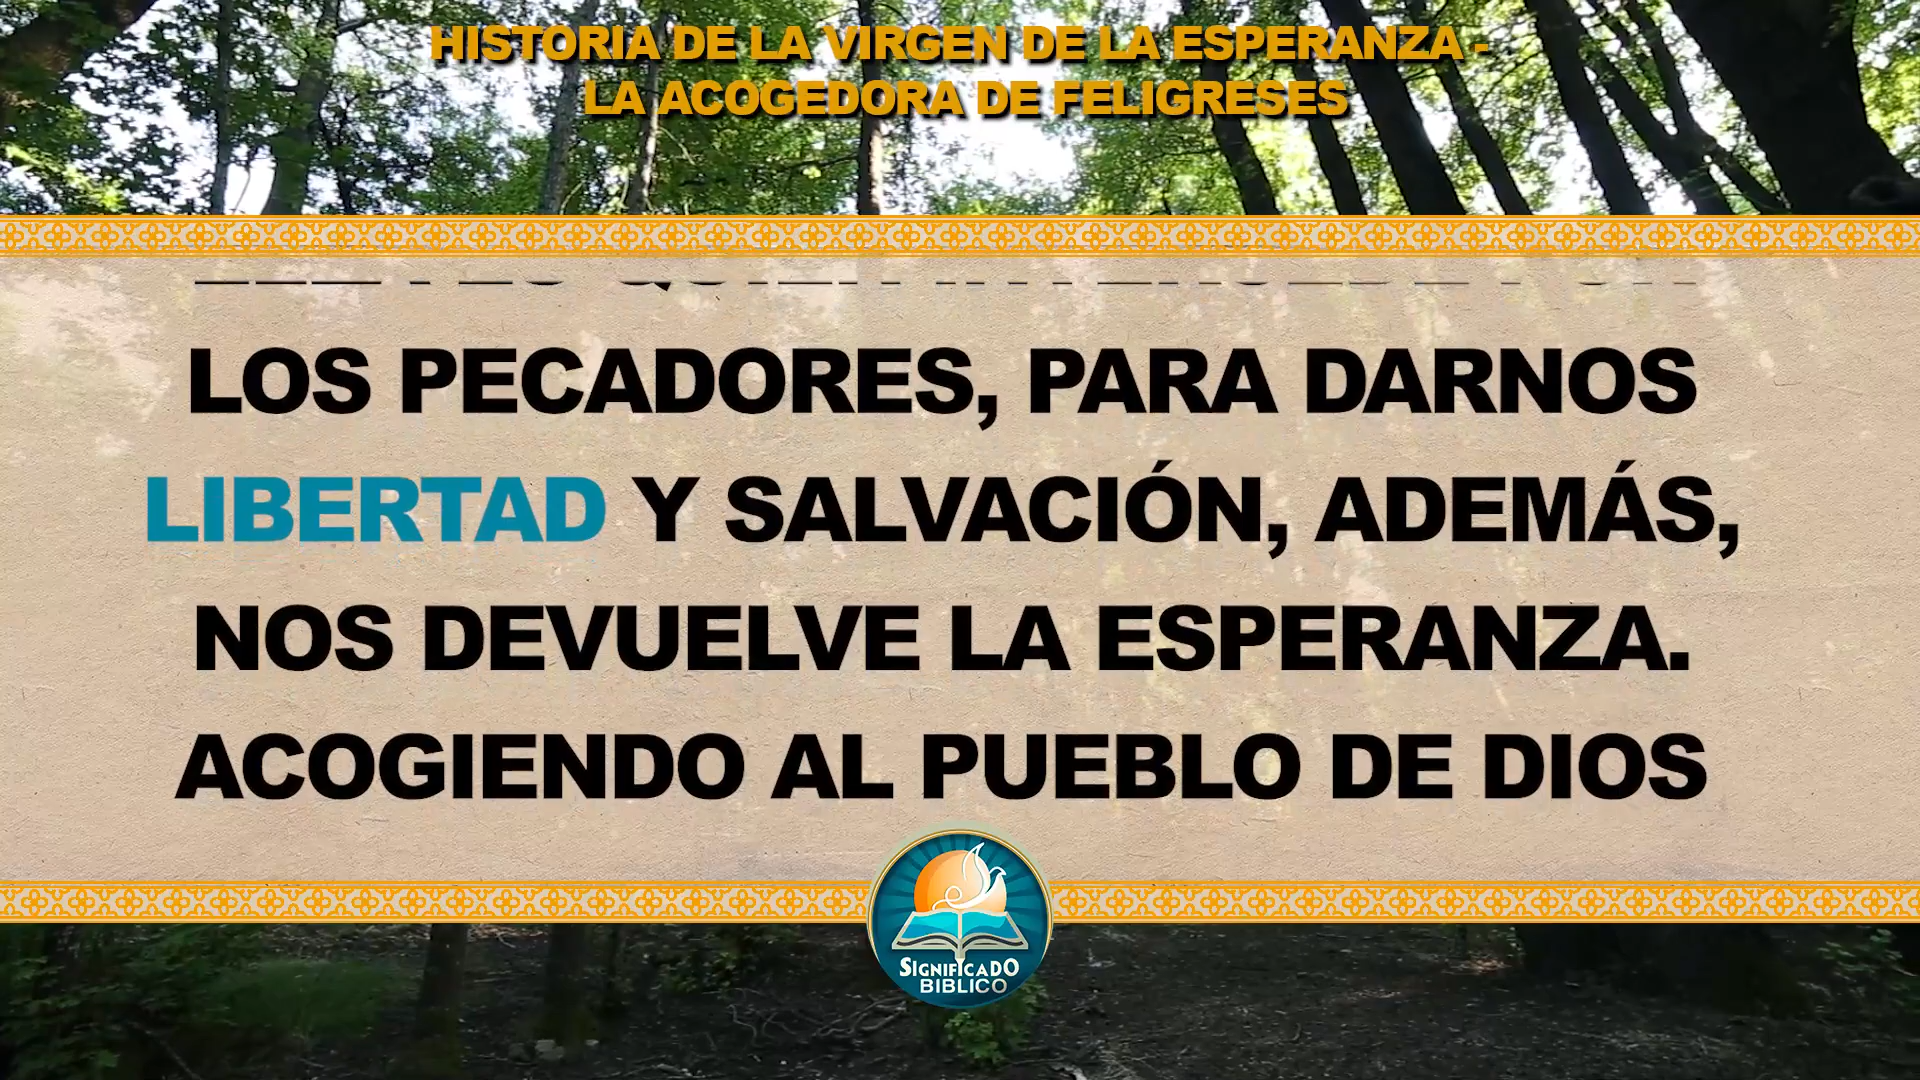 HISTORIA DE LA VIRGEN DE LA ESPERANZA -
LA ACOGEDORA DE FELIGRESES
LOS PECADORES, PARA DARNOS
LIBERTAD Y SALVACIÓN, ADEMÁS,
NOS DEVUELVE LA ESPERANZA.
ACOGIENDO AL PUEBLO DE DIOS
SIGNIFICADO
BIBLICO